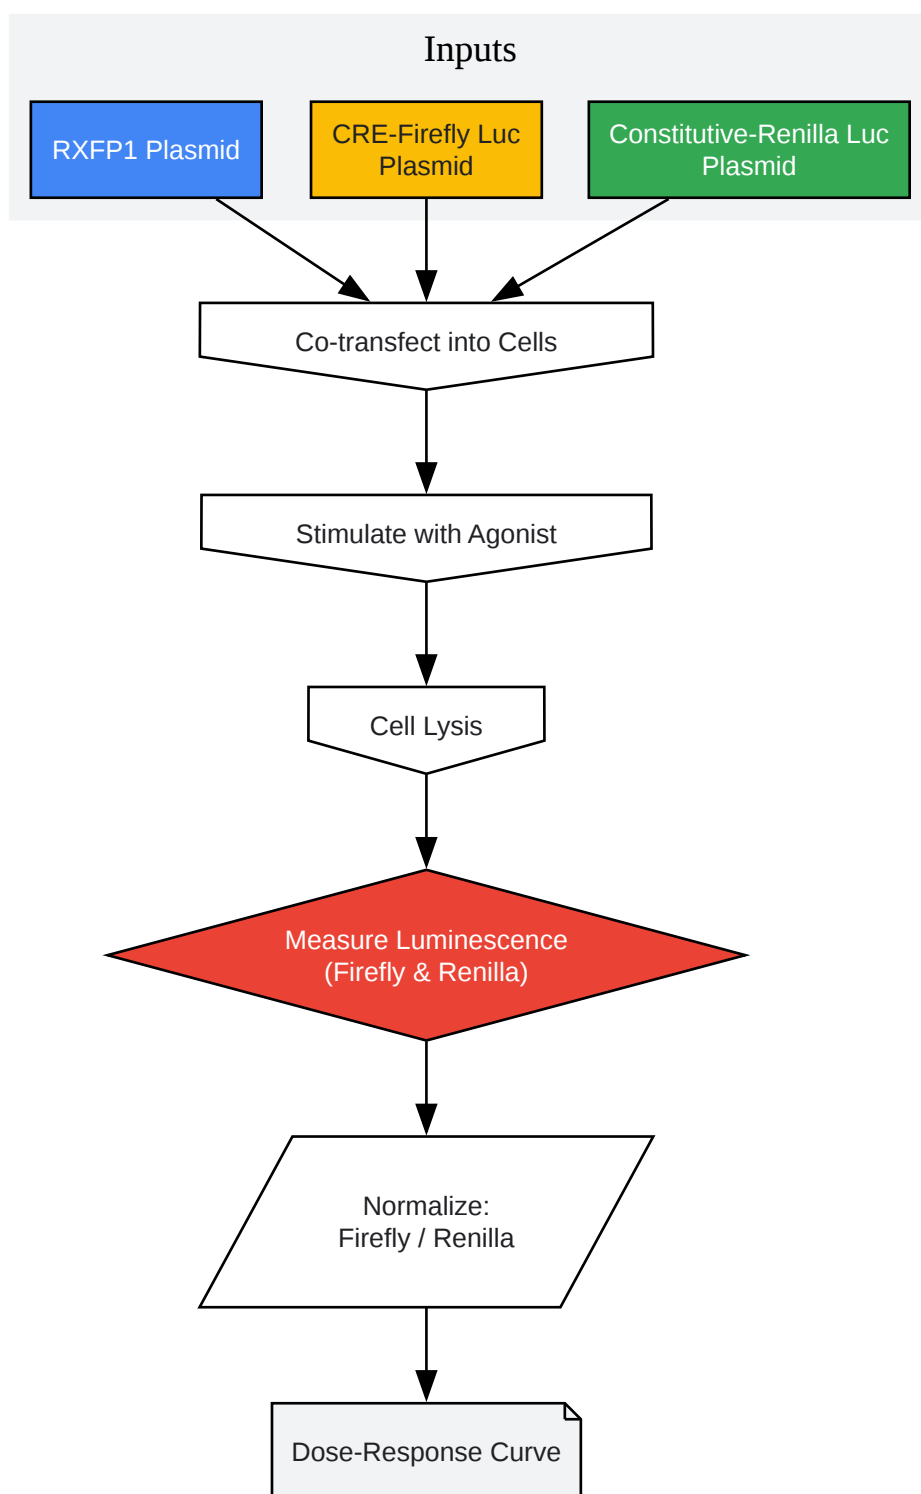 Inputs
RXFP1 Plasmid
CRE-Firefly Luc
Plasmid
Constitutive-Renilla Luc
Plasmid
Co-transfect into Cells
Stimulate with Agonist
Cell Lysis
Measure Luminescence
(Firefly & Renilla)
Normalize:
Firefly / Renilla
Dose-Response Curve